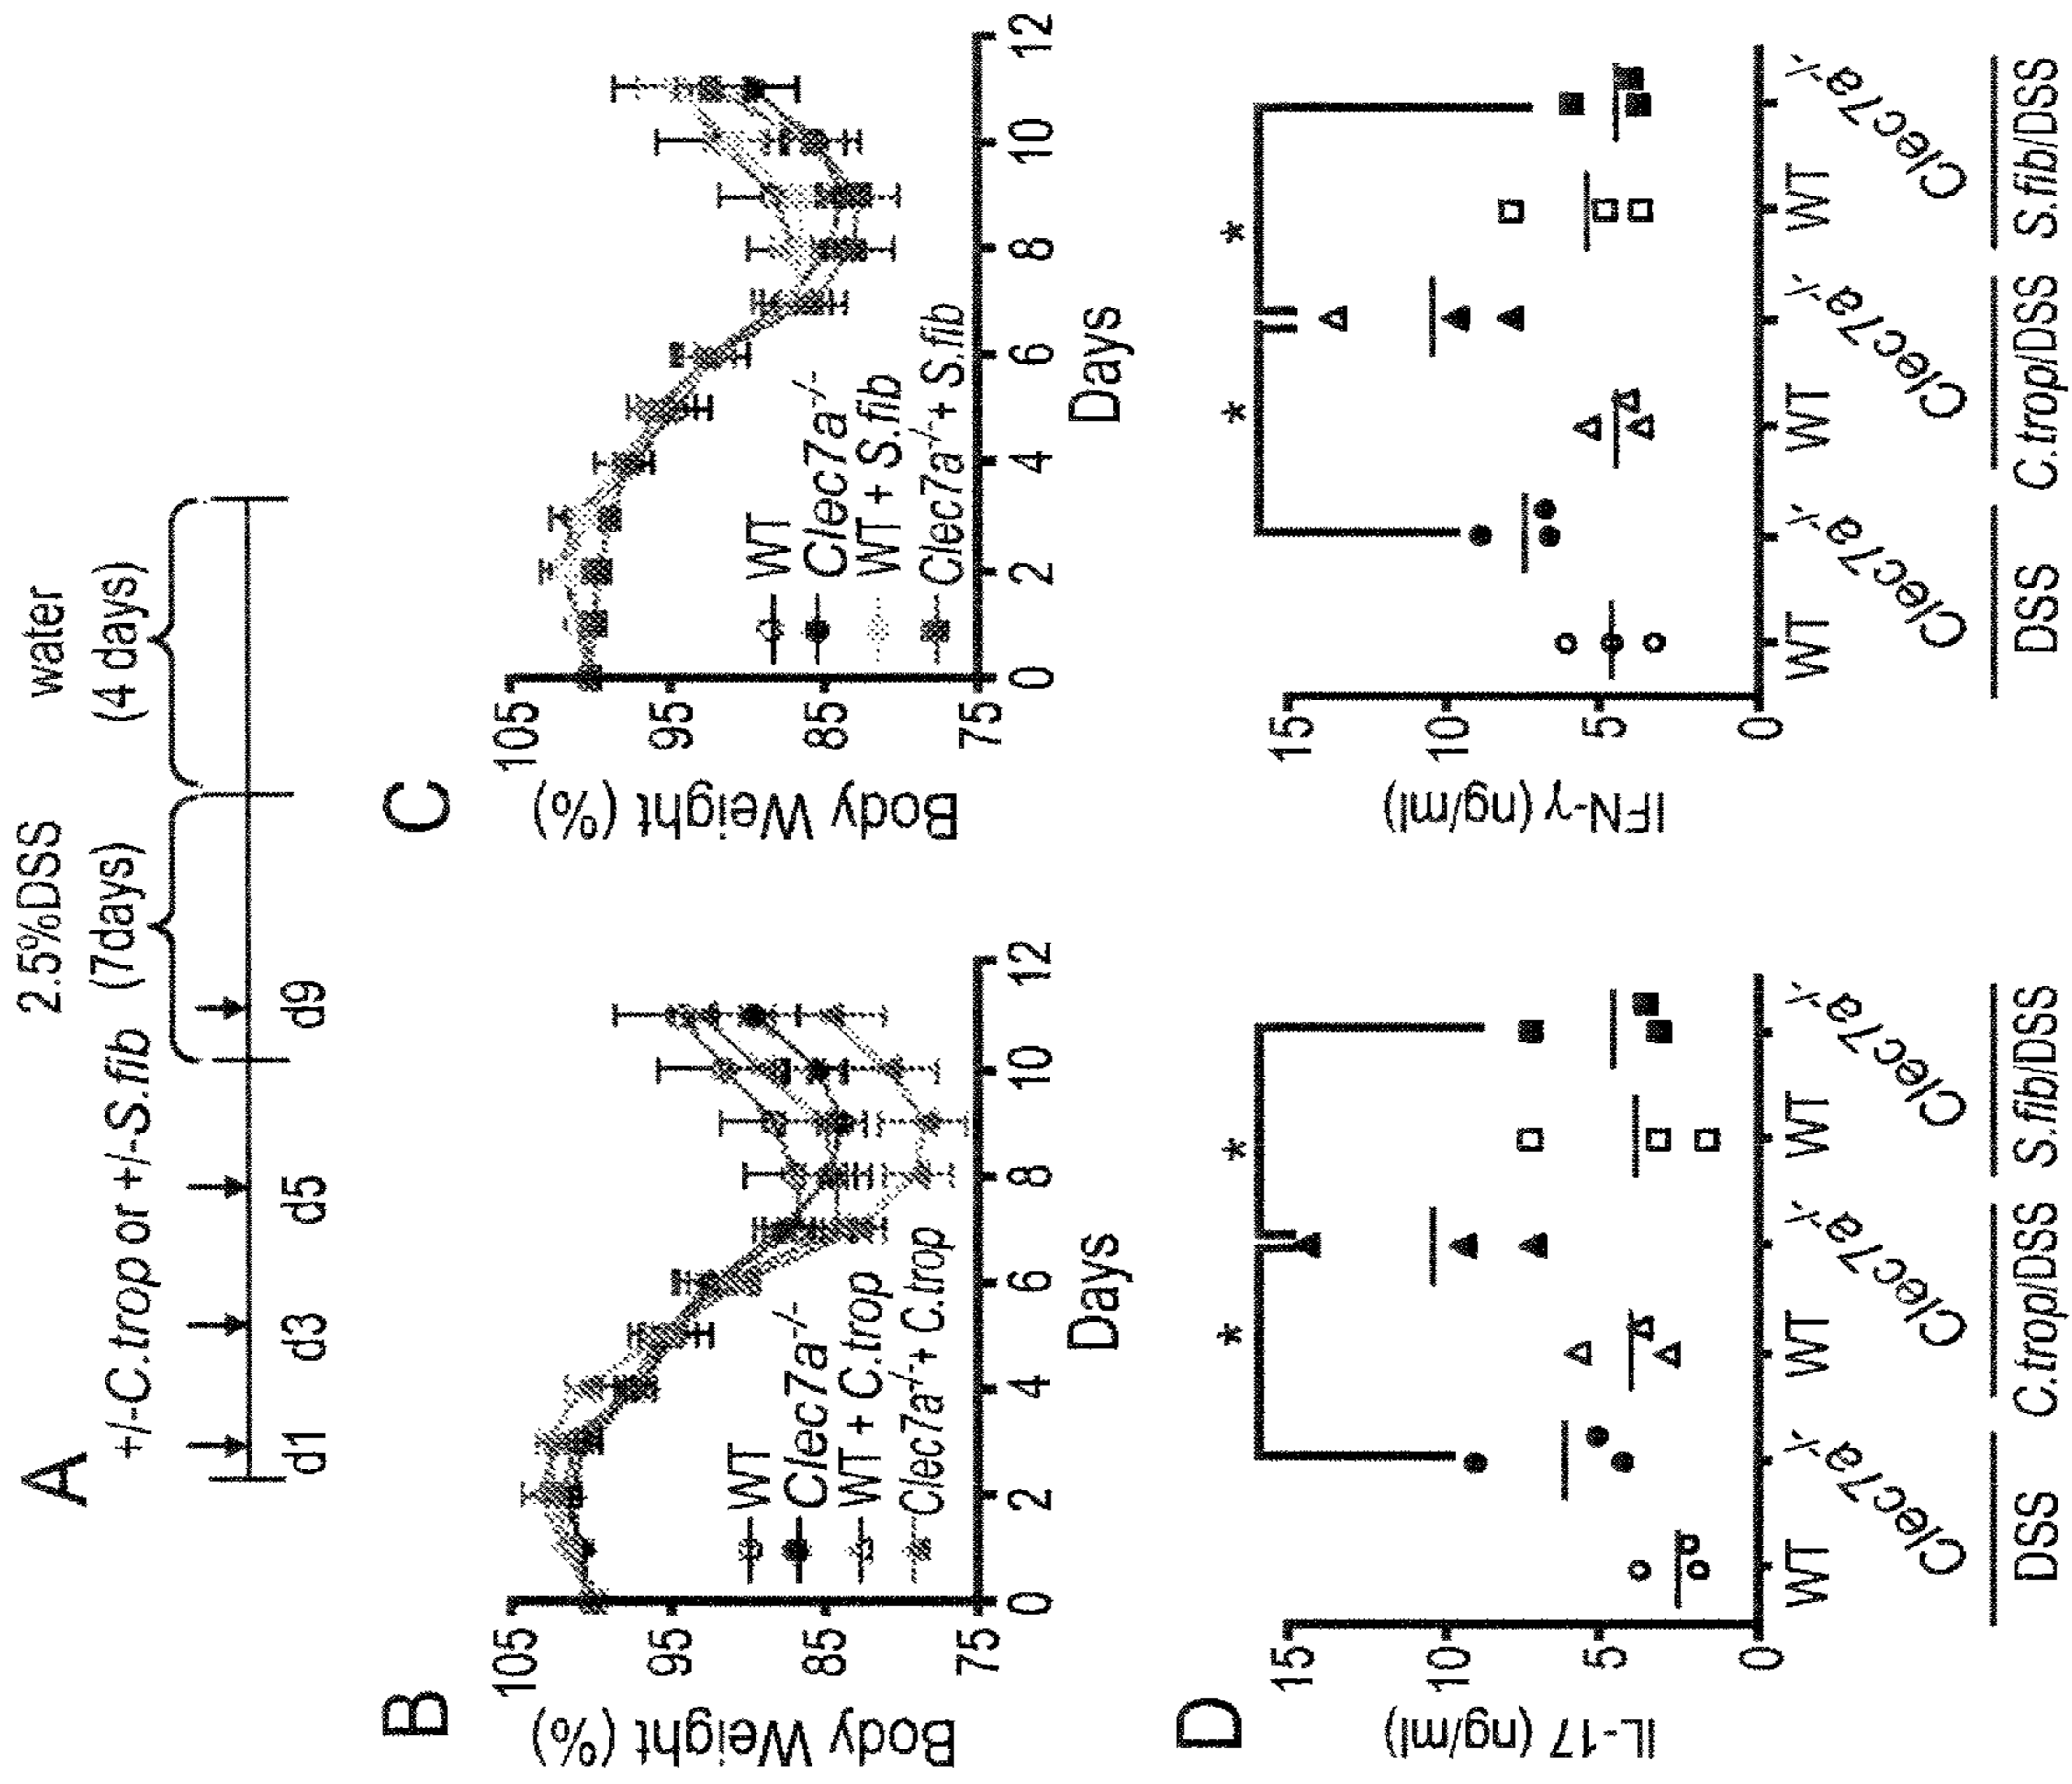 A
2.5%DSS
water
+/-C.trop or +/-S.fib
(7days)
(4 days)
d1
d3
d5
d9
B
Body Weight (%)
105
95
85
75
WT
Clec7a-/-
WT + C.trop
Clec7a-/-+ C.trop
0
2
4
6
8
10
12
Days
C
Body Weight (%)
105
95
85
75
WT
Clec7a-/-
WT + S.fib
Clec7a-/-+ S.fib
0
2
4
6
8
10
12
Days
D
IL-17 (ng/ml)
15
10
5
0
*
*
WT
Clec7a-/-
WT
Clec7a-/-
WT
Clec7a-/-
DSS
C.trop/DSS
S.fib/DSS
IFN-γ (ng/ml)
15
10
5
0
*
*
WT
Clec7a-/-
WT
Clec7a-/-
WT
Clec7a-/-
DSS
C.trop/DSS
S.fib/DSS